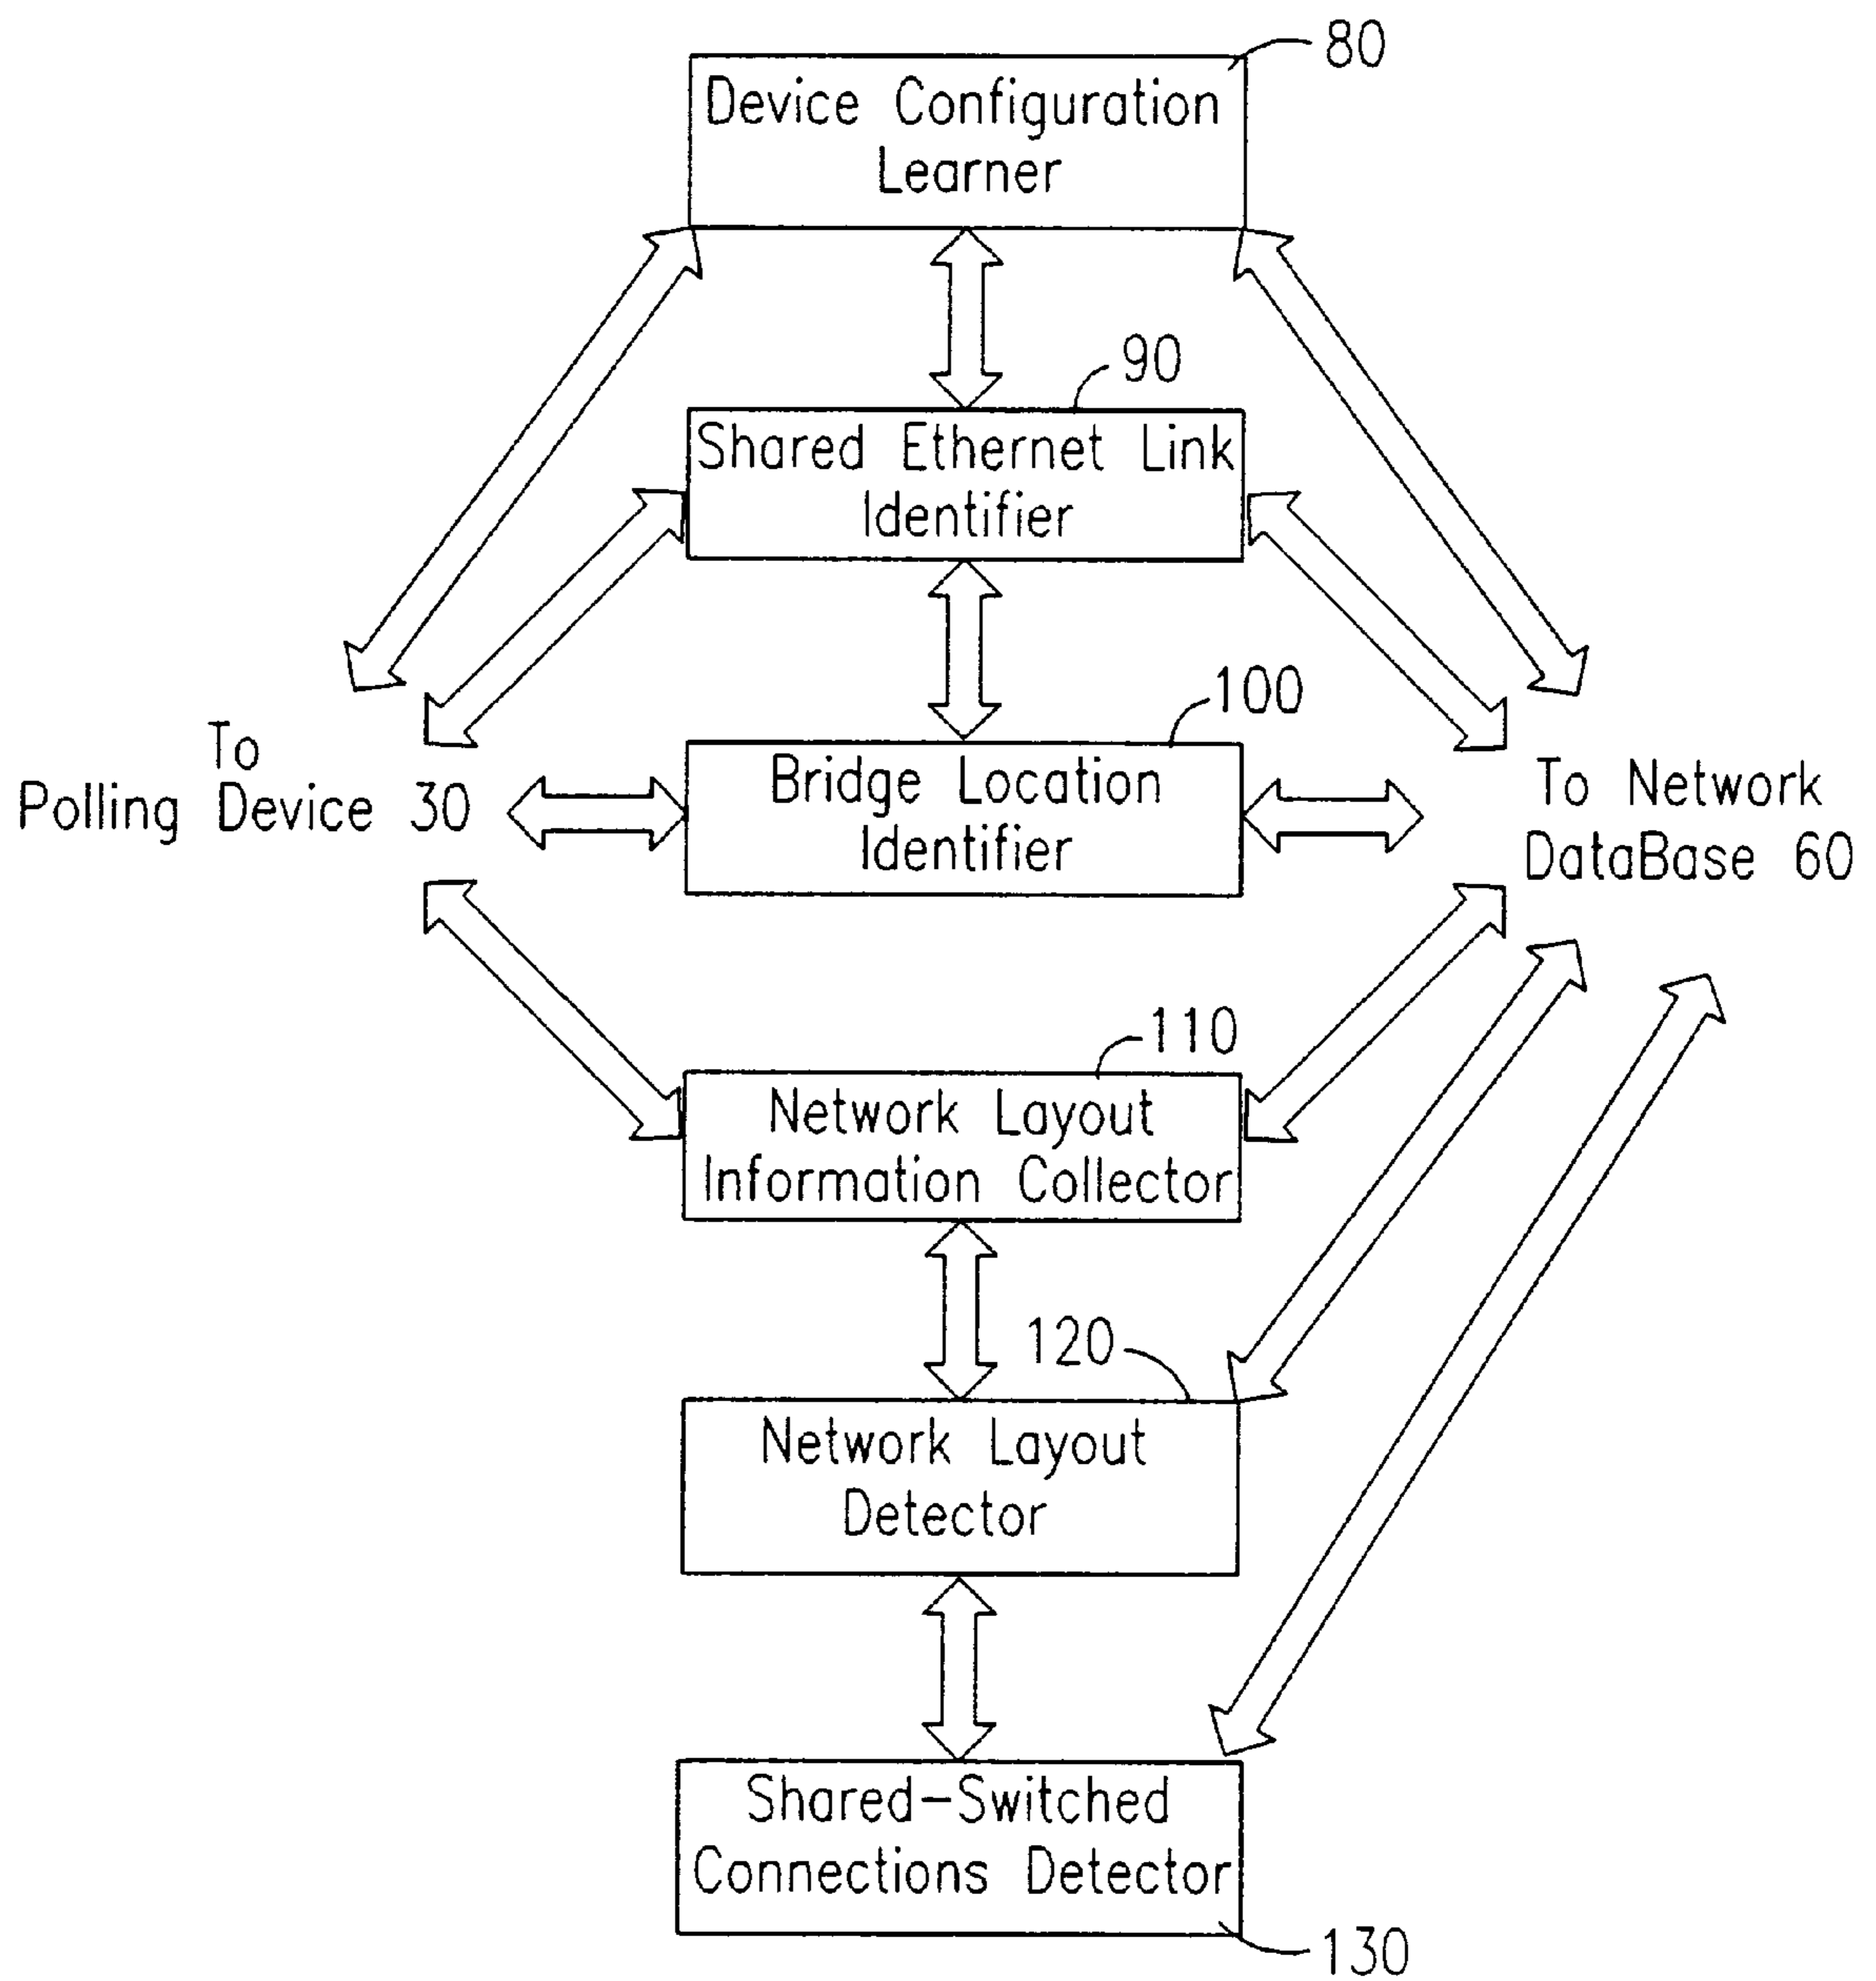 80
Device Configuration
Learner
90
Shared Ethernet Link
Identifier
100
To
Polling Device 30
Bridge Location
Identifier
To Network
DataBase 60
110
Network Layout
Information Collector
120
Network Layout
Detector
Shared-Switched
Connections Detector
130